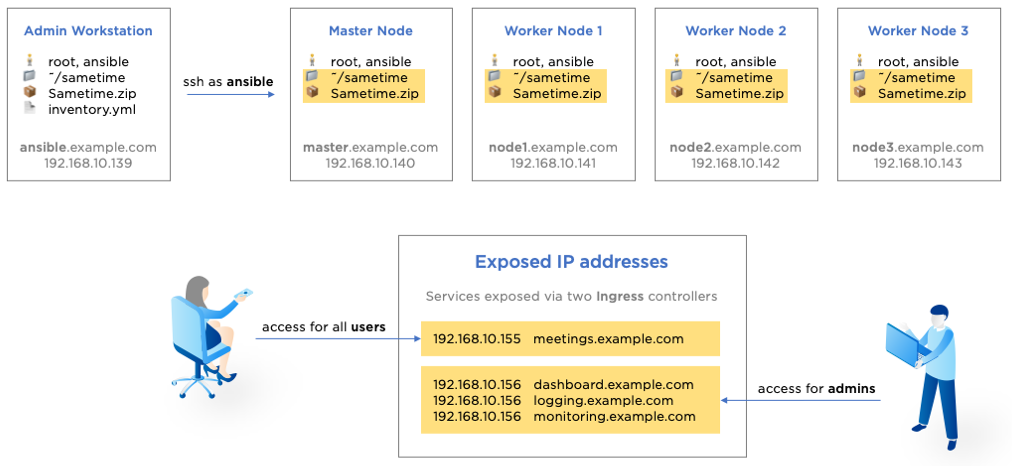 Admin Workstation
root, ansible
~/sametime
Sametime.zip
inventory.yml
ansible.example.com
192.168.10.139
ssh as ansible
Master Node
root, ansible
~/sametime
Sametime.zip
master.example.com
192.168.10.140
Worker Node 1
root, ansible
~/sametime
Sametime.zip
node1.example.com
192.168.10.141
Worker Node 2
root, ansible
~/sametime
Sametime.zip
node2.example.com
192.168.10.142
Worker Node 3
root, ansible
~/sametime
Sametime.zip
node3.example.com
192.168.10.143
Exposed IP addresses
Services exposed via two Ingress controllers
access for all users
192.168.10.155 meetings.example.com
192.168.10.156 dashboard.example.com
192.168.10.156 logging.example.com
192.168.10.156 monitoring.example.com
access for admins